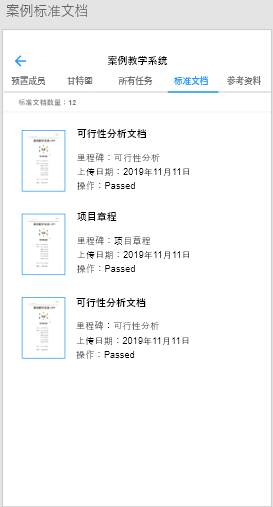 案例标准文档
案例教学系统
预置成员 甘特图 所有任务 标准文档 参考资料
标准文档数量：12
可行性分析文档
里程碑：可行性分析
上传日期：2019年11月11日
操作：Passed
项目章程
里程碑：项目章程
上传日期：2019年11月11日
操作：Passed
可行性分析文档
里程碑：可行性分析
上传日期：2019年11月11日
操作：Passed